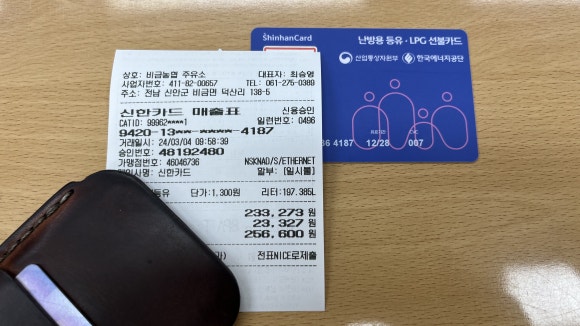 ShinhanCard
난방용 등유 · LPG 선불카드
산업통상자원부 한국에너지공단
4187 12/28 007
상호: 비금농협 주유소 대표자: 최승영
사업자번호: 411-82-00657 TEL: 061-275-0389
주소: 전남 신안군 비금면 덕산리 138-5
신한카드 매출표 신용승인
CATID: 99962****1 일련번호: 0496
9420-13**-****-4187
거래일시: 24/03/04 09:58:39
승인번호: 48192460
가맹점번호: 46046736 NSKNAD/S/ETHERNET
신한카드 할부: [일시불]
등유 단가: 1,300원 리터: 197.385L
233,273 원
23,327 원
256,600 원
전표NICE로제출